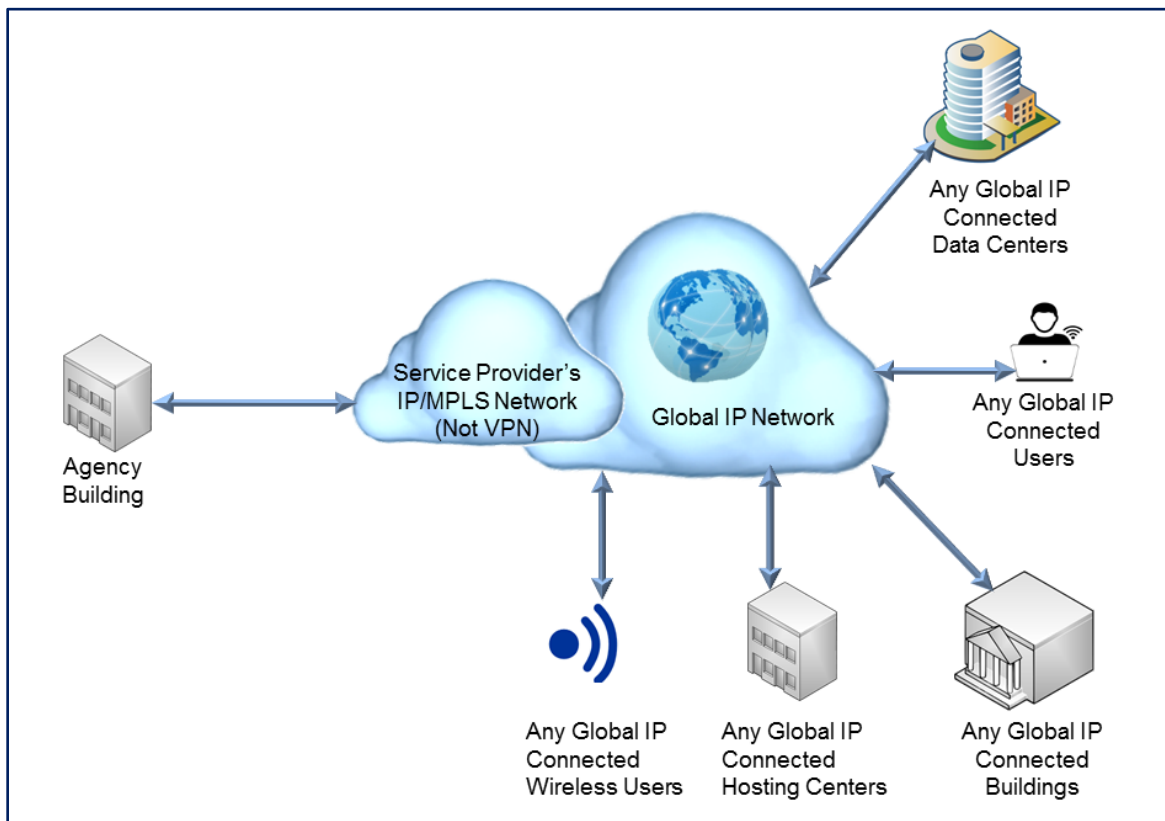 Any Global IP
Connected
Data Centers
Service Provider’s
IP/MPLS Network
(Not VPN)
Global IP Network
Any Global IP
Connected
Users
Agency
Building
Any Global IP
Connected
Wireless Users
Any Global IP
Connected
Hosting Centers
Any Global IP
Connected
Buildings